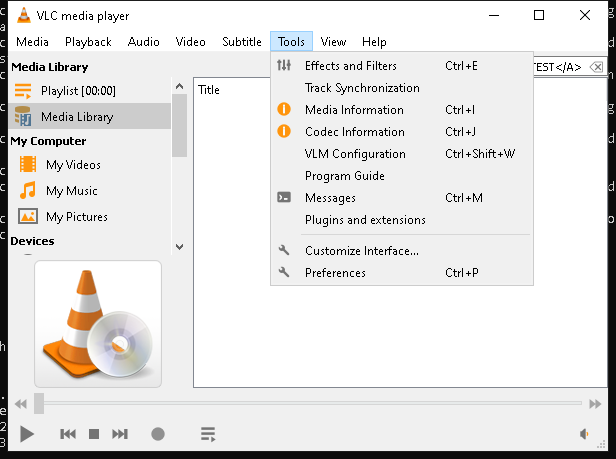 VLC media player
Media Playback Audio Video Subtitle Tools View Help
Media Library
Playlist [00:00]
Media Library
My Computer
My Videos
My Music
My Pictures
Devices
Title
TEST</A>
Effects and Filters Ctrl+E
Track Synchronization
Media Information Ctrl+I
Codec Information Ctrl+J
VLM Configuration Ctrl+Shift+W
Program Guide
Messages Ctrl+M
Plugins and extensions
Customize Interface...
Preferences Ctrl+P